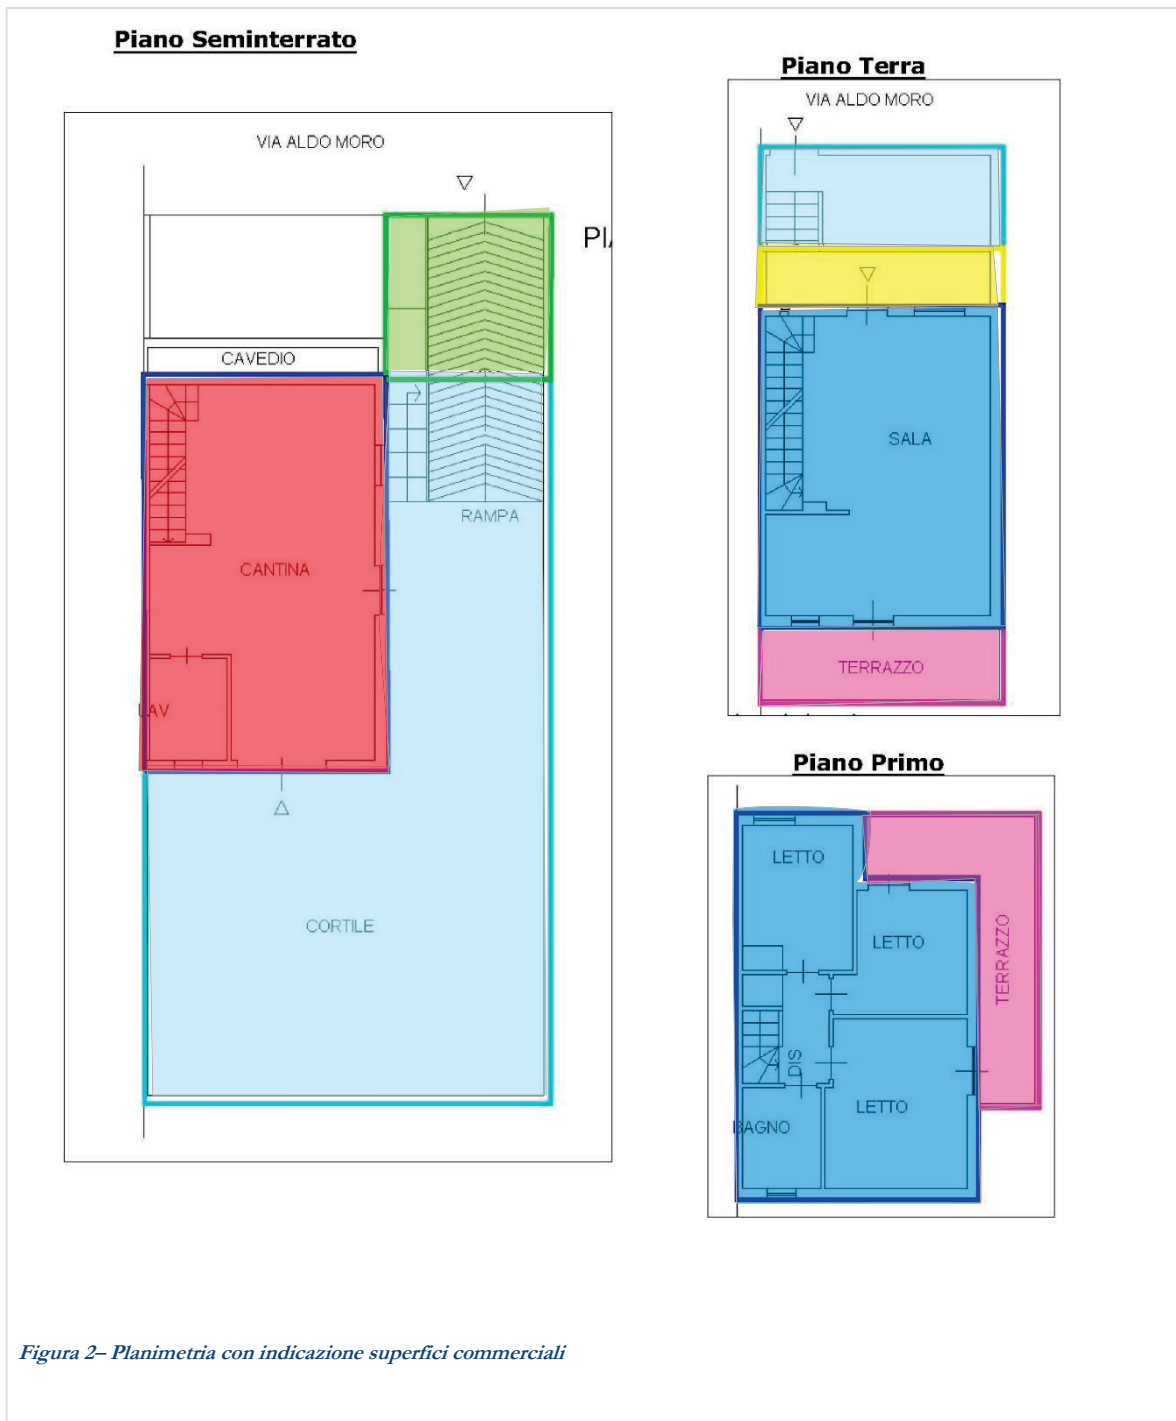 Piano Seminterrato
VIA ALDO MORO
CAVEDIO
RAMPA
CANTINA
LAV
CORTILE
Piano Terra
VIA ALDO MORO
SALA
TERRAZZO
Piano Primo
LETTO
LETTO
TERRAZZO
DIS
LETTO
BAGNO
Figura 2– Planimetria con indicazione superfici commerciali